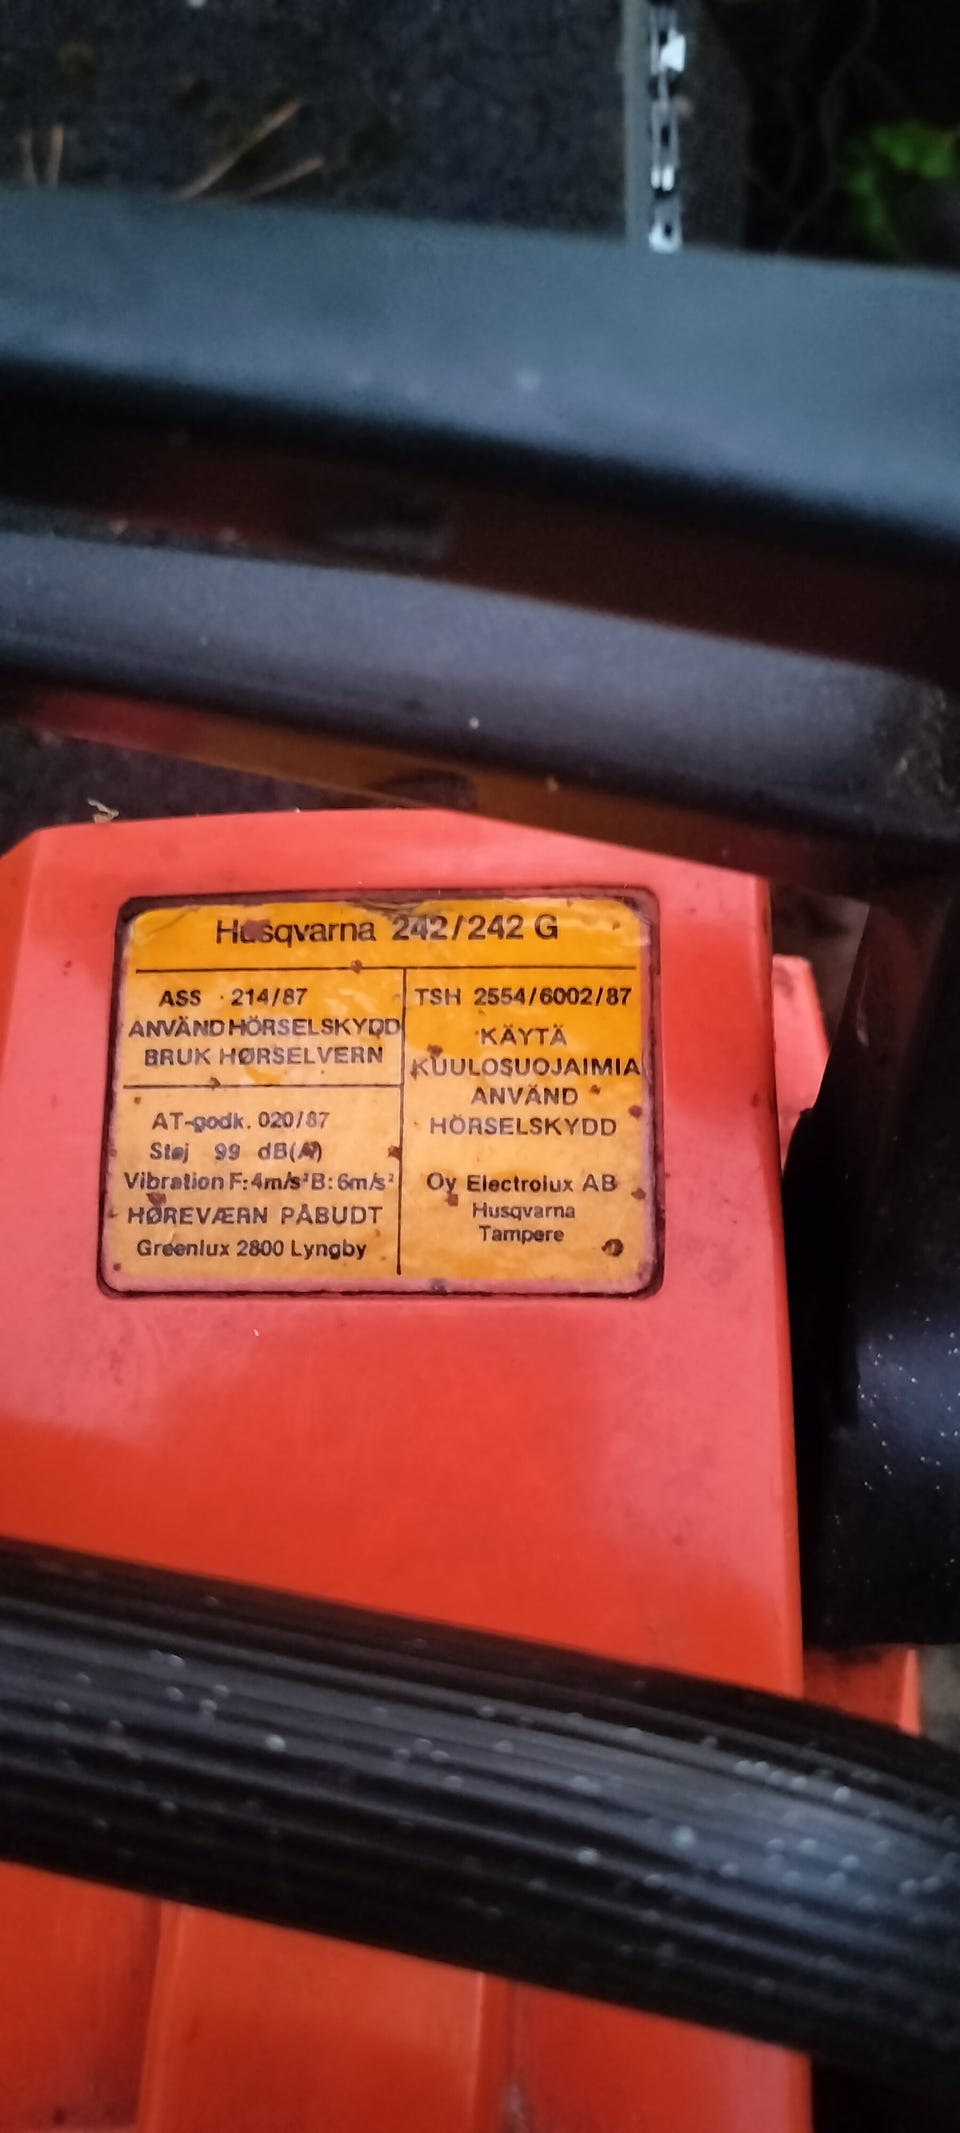 Husqvarna 242/242 G
ASS 214/87
ANVÄND HÖRSELSKYDD
BRUK HØRSELVERN
AT-godk. 020/87
Støj 99 dB(A)
Vibration F: 4m/s² B: 6m/s²
HØREVÆRN PÅBUDT
Greenlux 2800 Lyngby
TSH 2554/6002/87
KÄYTÄ
KUULOSUOJAIMIA
ANVÄND
HÖRSELSKYDD
Oy Electrolux AB
Husqvarna
Tampere